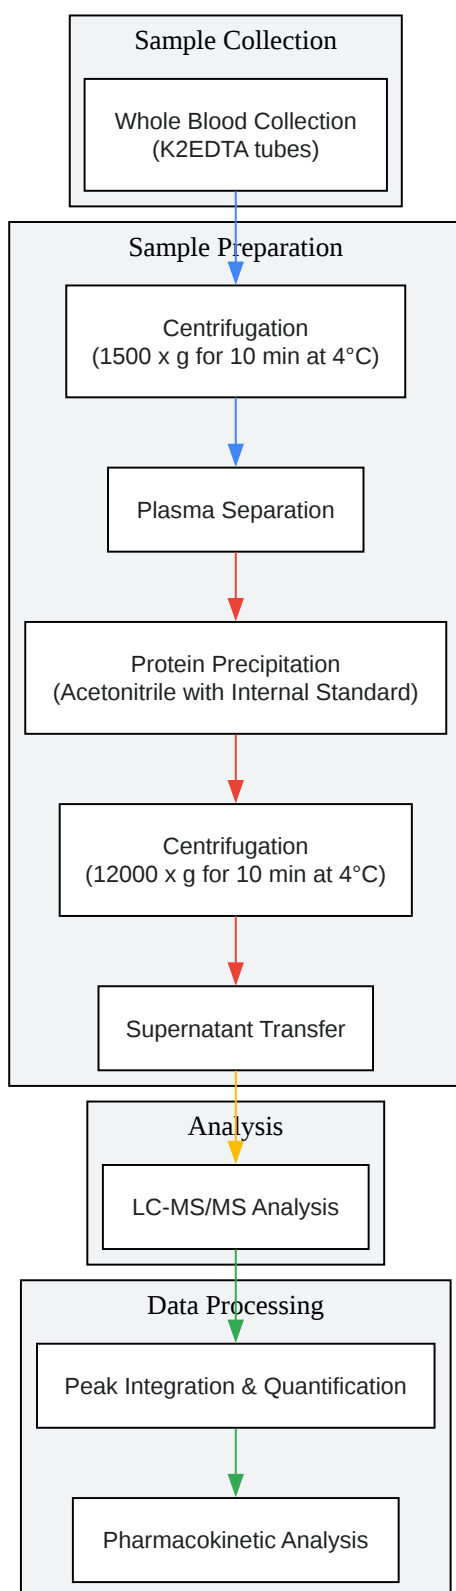 Sample Collection
Whole Blood Collection
(K2EDTA tubes)
Sample Preparation
Centrifugation
(1500 x g for 10 min at 4°C)
Plasma Separation
Protein Precipitation
(Acetonitrile with Internal Standard)
Centrifugation
(12000 x g for 10 min at 4°C)
Supernatant Transfer
Analysis
LC-MS/MS Analysis
Data Processing
Peak Integration & Quantification
Pharmacokinetic Analysis